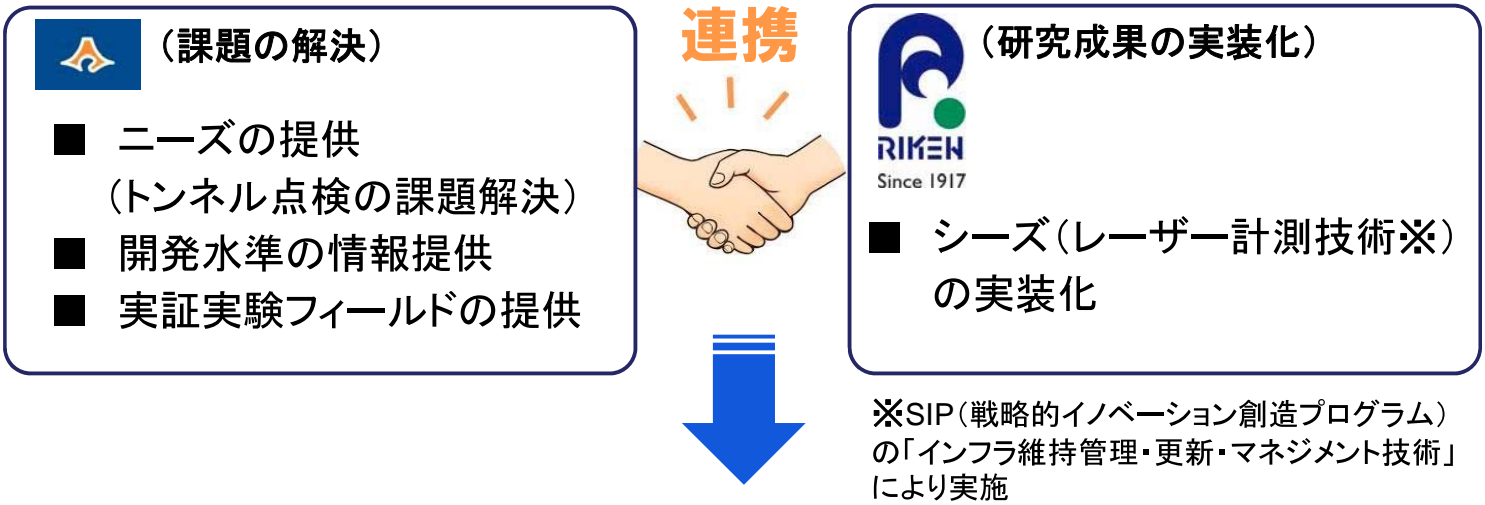 (課題の解決)
■ ニーズの提供
(トンネル点検の課題解決)
■ 開発水準の情報提供
■ 実証実験フィールドの提供
連携
RIKEN
Since 1917
(研究成果の実装化)
■ シーズ(レーザー計測技術※)
の実装化
※SIP(戦略的イノベーション創造プログラム)
の「インフラ維持管理・更新・マネジメント技術」
により実施